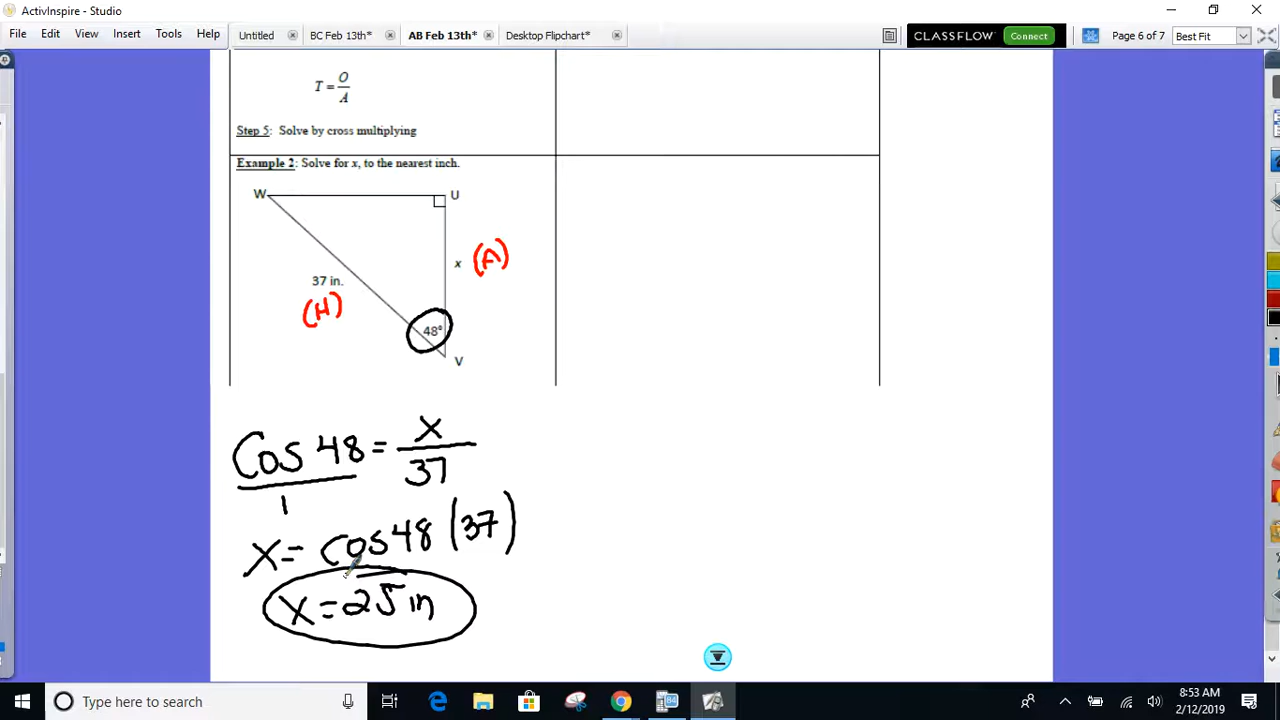 ActivInspire - Studio
File Edit View Insert Tools Help
Untitled
BC Feb 13th*
AB Feb 13th*
Desktop Flipchart*
CLASSFLOW
Connect
Page 6 of 7
Best Fit
T = O
A
Step 5: Solve by cross multiplying
Example 2: Solve for x, to the nearest inch.
W
U
x (A)
37 in.
(H)
48°
V
Cos 48 = x
1 37
x = cos 48 (37)
x = 25 in
Type here to search
8:53 AM
2/12/2019